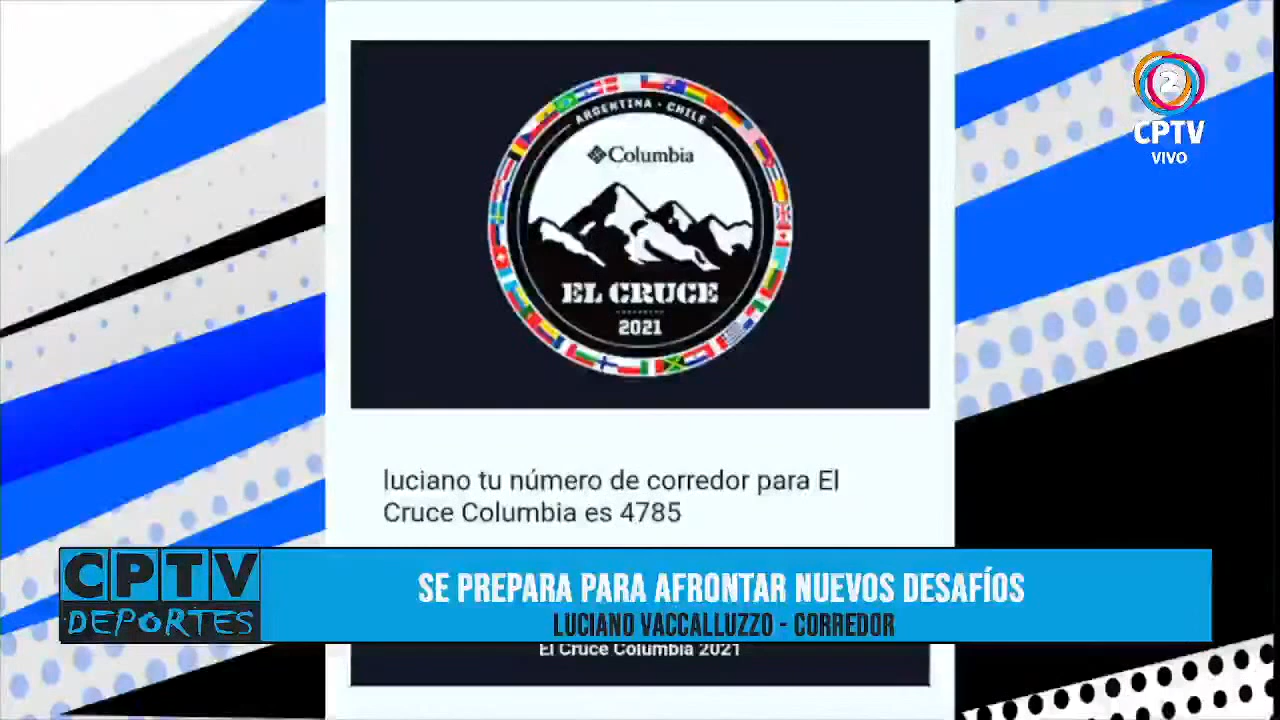 ARGENTINA · CHILE
Columbia
EL CRUCE
2021
2
CPTV
VIVO
luciano tu número de corredor para El
Cruce Columbia es 4785
CPTV
DEPORTES
SE PREPARA PARA AFRONTAR NUEVOS DESAFÍOS
LUCIANO VACCALLUZZO - CORREDOR
El Cruce Columbia 2021